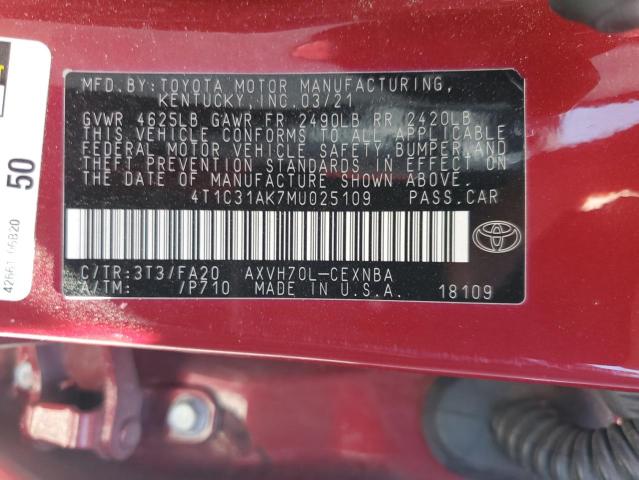 MFD.BY:TOYOTA MOTOR MANUFACTURING,
KENTUCKY, INC. 03/21
GVWR 4625LB GAWR FR 2490LB RR 2420LB
THIS VEHICLE CONFORMS TO ALL APPLICABLE
FEDERAL MOTOR VEHICLE SAFETY, BUMPER, AND
THEFT PREVENTION STANDARDS IN EFFECT ON
THE DATE OF MANUFACTURE SHOWN ABOVE.
4T1C31AK7MU025109 PASS.CAR
C/TR:3T3/FA20 AXVH70L-CEXNBA
A/TM: /P710 MADE IN U.S.A. 18109
50
42661-06B20